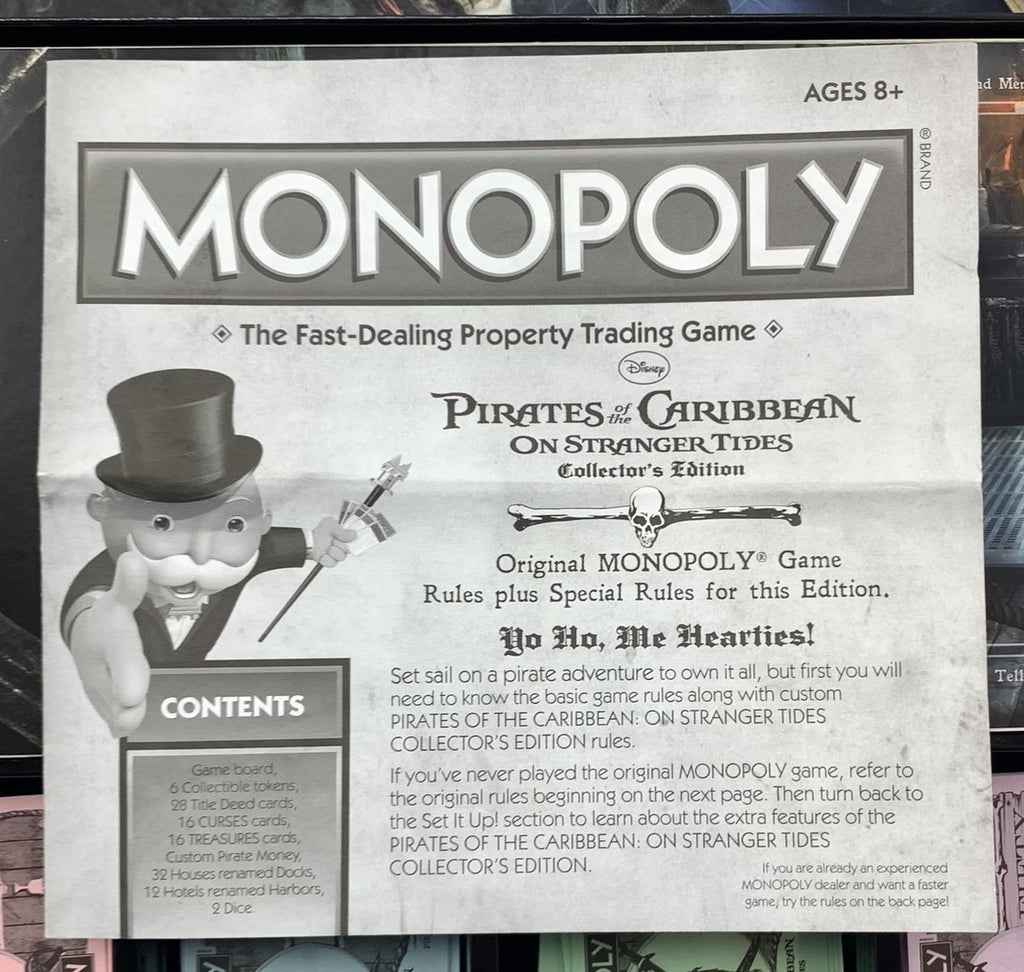 AGES 8+
MONOPOLY
® BRAND
The Fast-Dealing Property Trading Game
Disney
PIRATES of the CARIBBEAN
ON STRANGER TIDES
Collector's Edition
Original MONOPOLY® Game
Rules plus Special Rules for this Edition.
Yo Ho, Me Hearties!
Set sail on a pirate adventure to own it all, but first you will
need to know the basic game rules along with custom
PIRATES OF THE CARIBBEAN: ON STRANGER TIDES
COLLECTOR'S EDITION rules.
If you've never played the original MONOPOLY game, refer to
the original rules beginning on the next page. Then turn back to
the Set It Up! section to learn about the extra features of the
PIRATES OF THE CARIBBEAN: ON STRANGER TIDES
COLLECTOR'S EDITION.
If you are already an experienced
MONOPOLY dealer and want a faster
game, try the rules on the back page!
CONTENTS
Game board,
6 Collectible tokens,
28 Title Deed cards,
16 CURSES cards,
16 TREASURES cards,
Custom Pirate Money,
32 Houses renamed Docks,
12 Hotels renamed Harbors,
2 Dice.
Tell